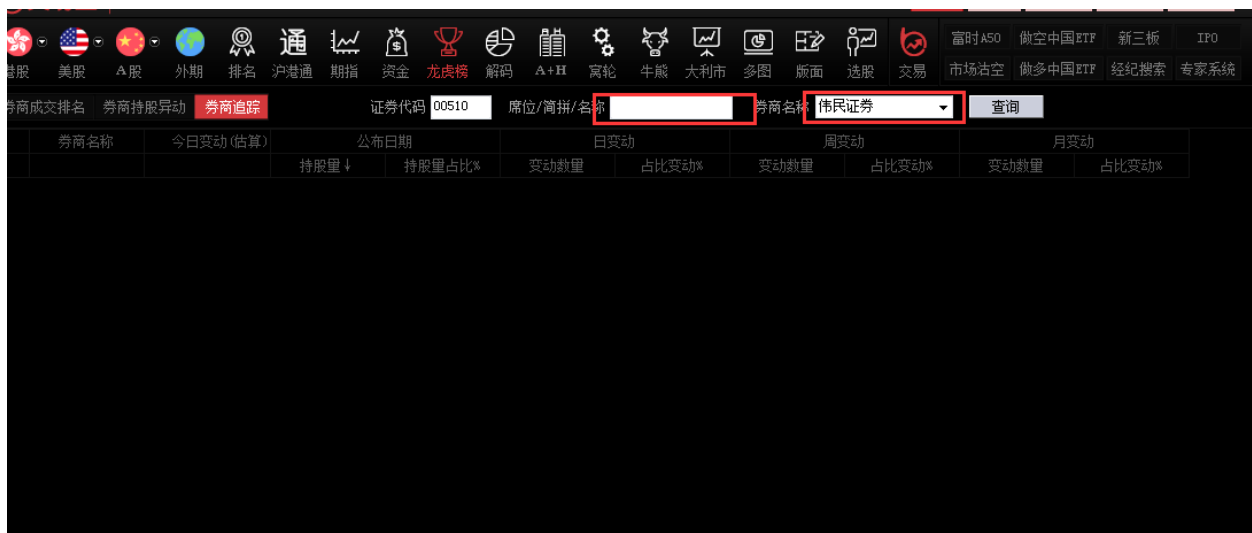 富时A50 做空中国ETF 新三板 IPO
港股 美股 A股 外期 排名 沪港通 期指 资金 龙虎榜 解码 A+H 窝轮 牛熊 大利市 多图 版面 选股 交易 市场沽空 做多中国ETF 经纪搜索 专家系统
券商成交排名 券商持股异动 券商追踪 证券代码 00510 席位/简拼/名称 券商名称 伟民证券 查询
券商名称 今日变动(估算) 公布日期 日变动 周变动 月变动
持股量↓ 持股量占比% 变动数量 占比变动% 变动数量 占比变动% 变动数量 占比变动%